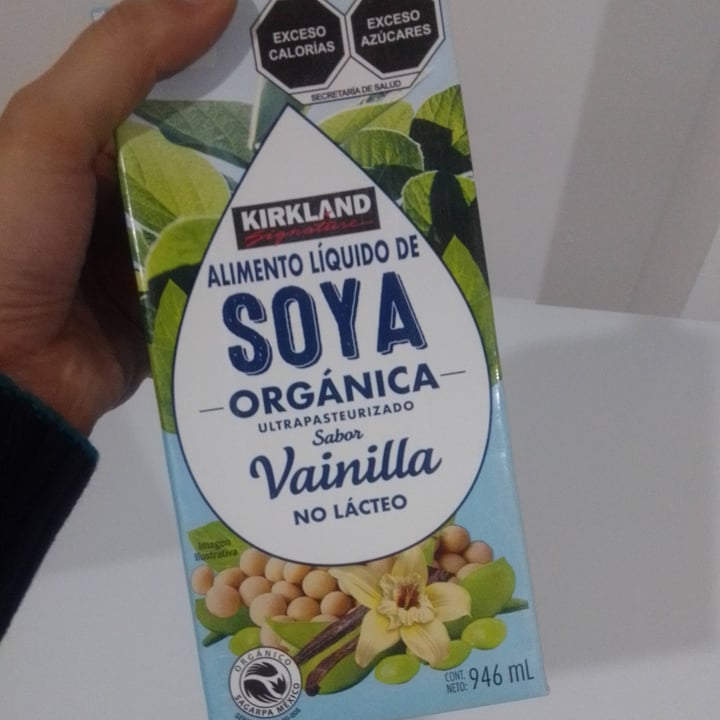 EXCESO
CALORÍAS
EXCESO
AZÚCARES
SECRETARÍA DE SALUD
KIRKLAND
Signature
ALIMENTO LÍQUIDO DE
SOYA
ORGÁNICA
ULTRAPASTEURIZADO
Sabor
Vainilla
NO LÁCTEO
Imagen
Ilustrativa
ORGÁNICO
SAGARPA MÉXICO
CONT.
NETO: 946 mL